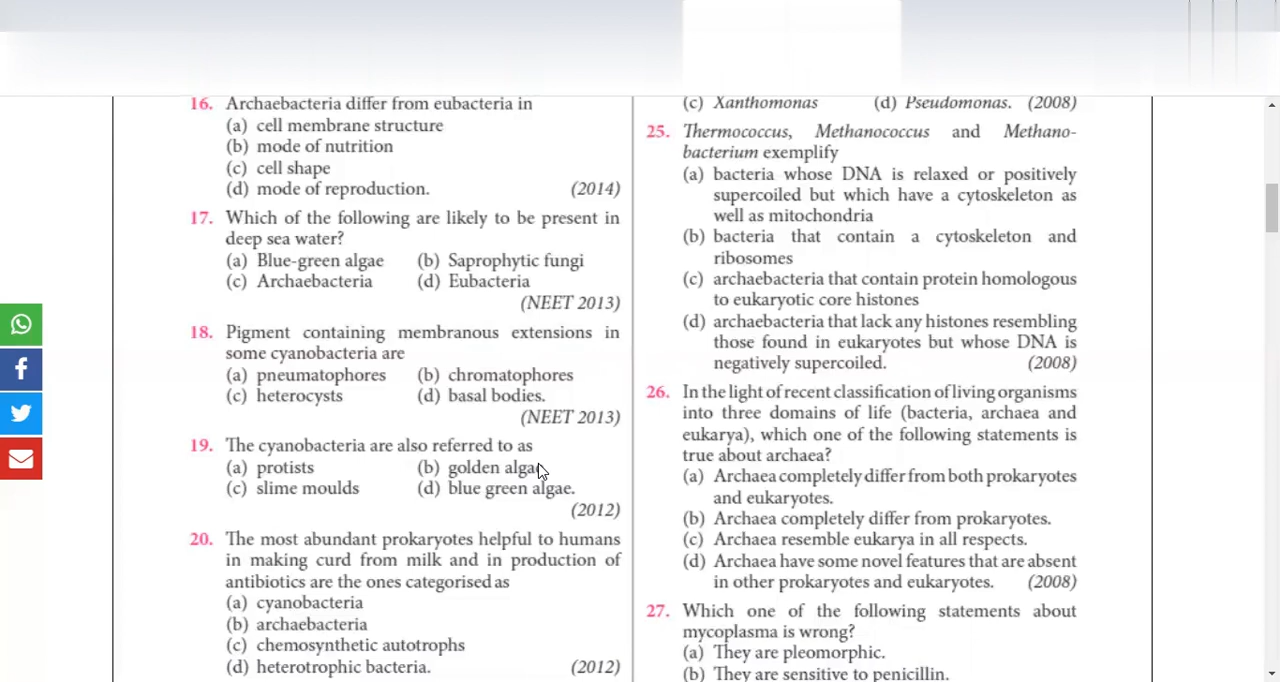 16. Archaebacteria differ from eubacteria in
(a) cell membrane structure
(b) mode of nutrition
(c) cell shape
(d) mode of reproduction. (2014)
17. Which of the following are likely to be present in
deep sea water?
(a) Blue-green algae (b) Saprophytic fungi
(c) Archaebacteria (d) Eubacteria
(NEET 2013)
18. Pigment containing membranous extensions in
some cyanobacteria are
(a) pneumatophores (b) chromatophores
(c) heterocysts (d) basal bodies.
(NEET 2013)
19. The cyanobacteria are also referred to as
(a) protists (b) golden algae
(c) slime moulds (d) blue green algae.
(2012)
20. The most abundant prokaryotes helpful to humans
in making curd from milk and in production of
antibiotics are the ones categorised as
(a) cyanobacteria
(b) archaebacteria
(c) chemosynthetic autotrophs
(d) heterotrophic bacteria. (2012)
(c) Xanthomonas (d) Pseudomonas. (2008)
25. Thermococcus, Methanococcus and Methano-
bacterium exemplify
(a) bacteria whose DNA is relaxed or positively
supercoiled but which have a cytoskeleton as
well as mitochondria
(b) bacteria that contain a cytoskeleton and
ribosomes
(c) archaebacteria that contain protein homologous
to eukaryotic core histones
(d) archaebacteria that lack any histones resembling
those found in eukaryotes but whose DNA is
negatively supercoiled. (2008)
26. In the light of recent classification of living organisms
into three domains of life (bacteria, archaea and
eukarya), which one of the following statements is
true about archaea?
(a) Archaea completely differ from both prokaryotes
and eukaryotes.
(b) Archaea completely differ from prokaryotes.
(c) Archaea resemble eukarya in all respects.
(d) Archaea have some novel features that are absent
in other prokaryotes and eukaryotes. (2008)
27. Which one of the following statements about
mycoplasma is wrong?
(a) They are pleomorphic.
(b) They are sensitive to penicillin.